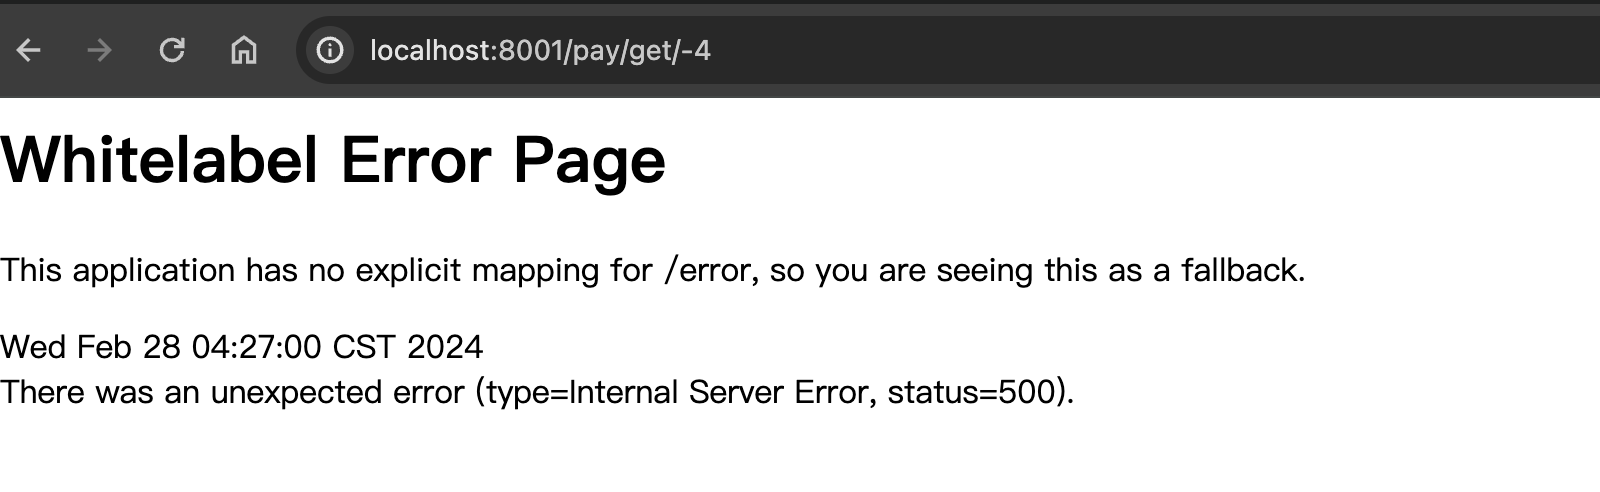 localhost:8001/pay/get/-4
Whitelabel Error Page
This application has no explicit mapping for /error, so you are seeing this as a fallback.
Wed Feb 28 04:27:00 CST 2024
There was an unexpected error (type=Internal Server Error, status=500).